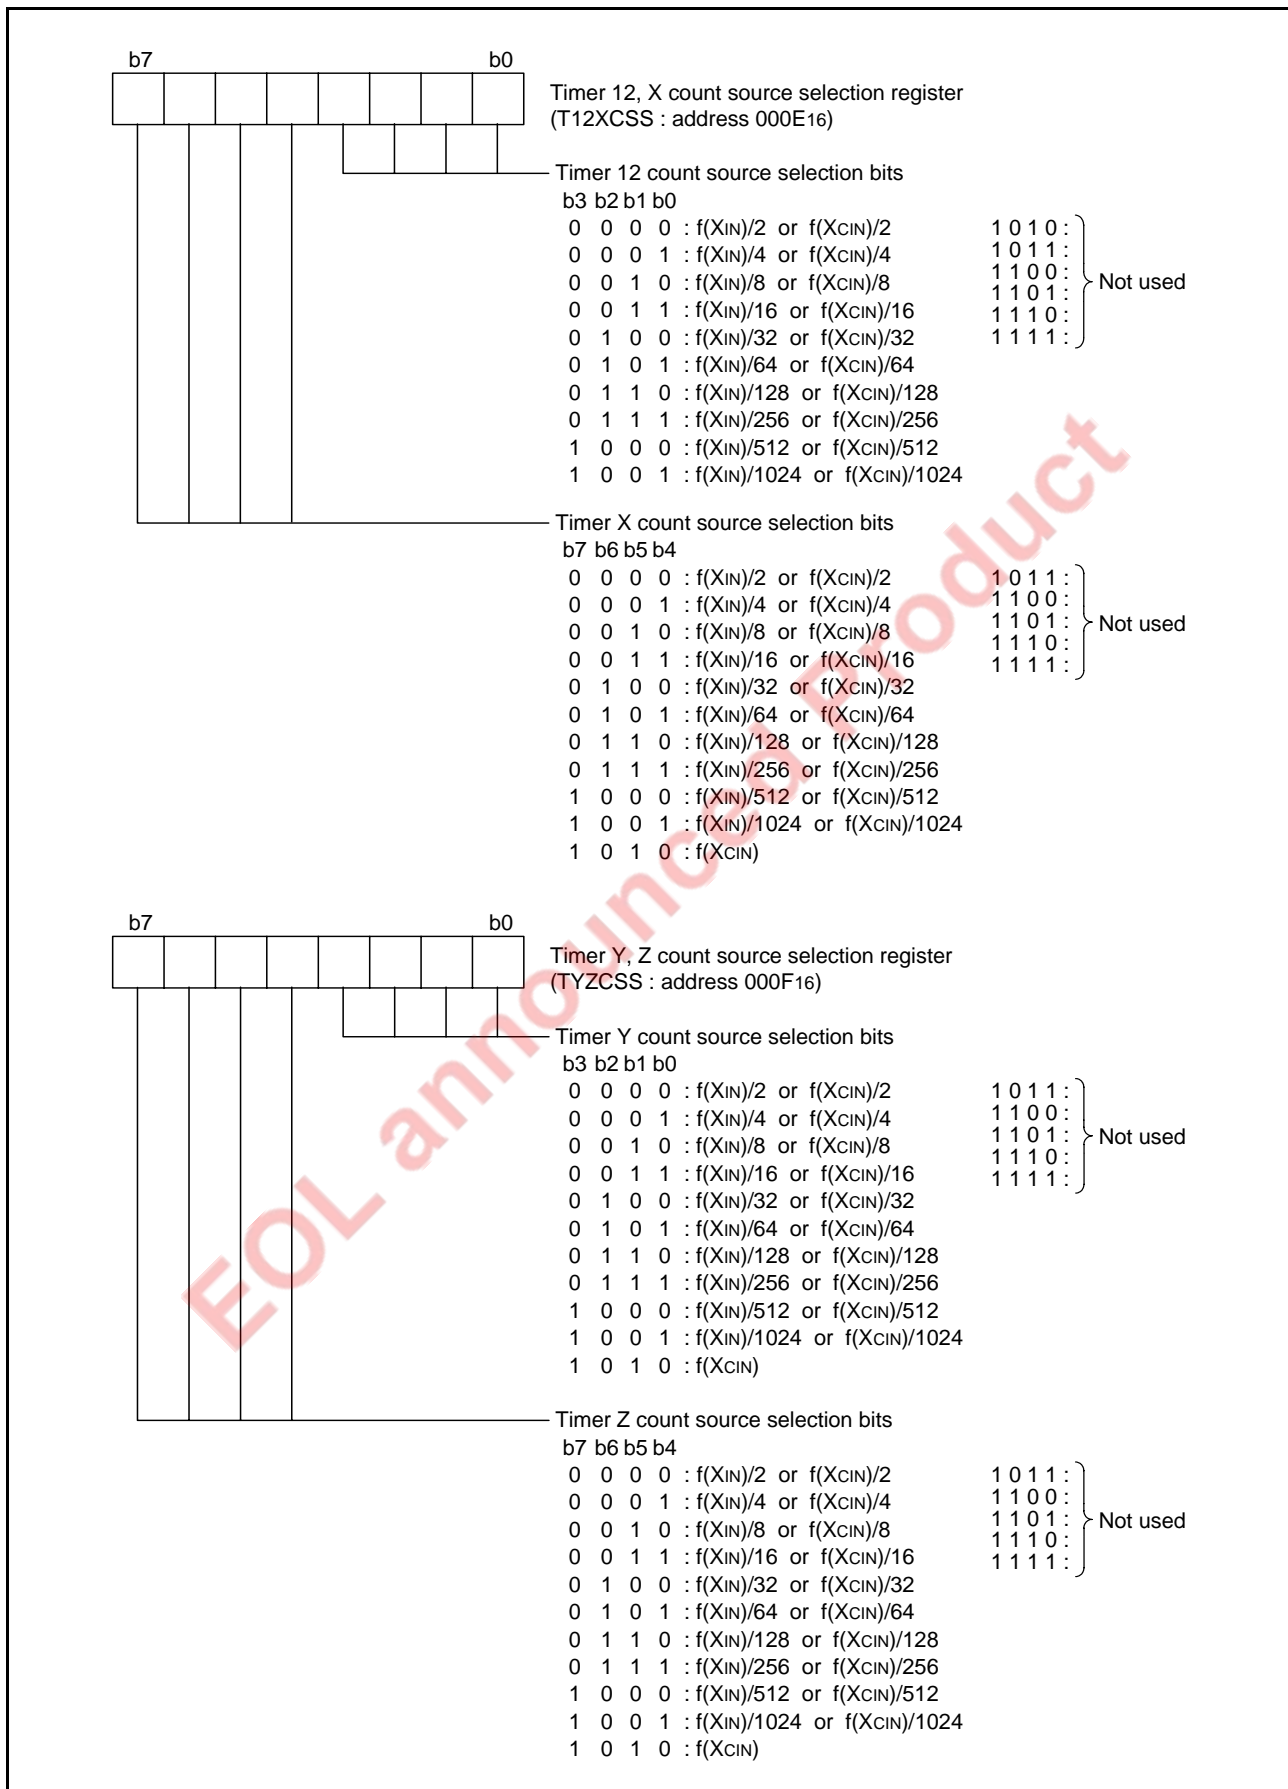 b7 b0
Timer 12, X count source selection register
(T12XCSS : address 000E16)
Timer 12 count source selection bits
b3 b2 b1 b0
0 0 0 0 : f(XIN)/2 or f(XCIN)/2 1 0 1 0 :
0 0 0 1 : f(XIN)/4 or f(XCIN)/4 1 0 1 1 :
0 0 1 0 : f(XIN)/8 or f(XCIN)/8 1 1 0 0 : Not used
0 0 1 1 : f(XIN)/16 or f(XCIN)/16 1 1 0 1 :
0 1 0 0 : f(XIN)/32 or f(XCIN)/32 1 1 1 0 :
0 1 0 1 : f(XIN)/64 or f(XCIN)/64 1 1 1 1 :
0 1 1 0 : f(XIN)/128 or f(XCIN)/128
0 1 1 1 : f(XIN)/256 or f(XCIN)/256
1 0 0 0 : f(XIN)/512 or f(XCIN)/512
1 0 0 1 : f(XIN)/1024 or f(XCIN)/1024
Timer X count source selection bits
b7 b6 b5 b4
0 0 0 0 : f(XIN)/2 or f(XCIN)/2 1 0 1 1 :
0 0 0 1 : f(XIN)/4 or f(XCIN)/4 1 1 0 0 :
0 0 1 0 : f(XIN)/8 or f(XCIN)/8 1 1 0 1 : Not used
0 0 1 1 : f(XIN)/16 or f(XCIN)/16 1 1 1 0 :
0 1 0 0 : f(XIN)/32 or f(XCIN)/32 1 1 1 1 :
0 1 0 1 : f(XIN)/64 or f(XCIN)/64
0 1 1 0 : f(XIN)/128 or f(XCIN)/128
0 1 1 1 : f(XIN)/256 or f(XCIN)/256
1 0 0 0 : f(XIN)/512 or f(XCIN)/512
1 0 0 1 : f(XIN)/1024 or f(XCIN)/1024
1 0 1 0 : f(XCIN)
b7 b0
Timer Y, Z count source selection register
(TYZCSS : address 000F16)
Timer Y count source selection bits
b3 b2 b1 b0
0 0 0 0 : f(XIN)/2 or f(XCIN)/2 1 0 1 1 :
0 0 0 1 : f(XIN)/4 or f(XCIN)/4 1 1 0 0 :
0 0 1 0 : f(XIN)/8 or f(XCIN)/8 1 1 0 1 : Not used
0 0 1 1 : f(XIN)/16 or f(XCIN)/16 1 1 1 0 :
0 1 0 0 : f(XIN)/32 or f(XCIN)/32 1 1 1 1 :
0 1 0 1 : f(XIN)/64 or f(XCIN)/64
0 1 1 0 : f(XIN)/128 or f(XCIN)/128
0 1 1 1 : f(XIN)/256 or f(XCIN)/256
1 0 0 0 : f(XIN)/512 or f(XCIN)/512
1 0 0 1 : f(XIN)/1024 or f(XCIN)/1024
1 0 1 0 : f(XCIN)
Timer Z count source selection bits
b7 b6 b5 b4
0 0 0 0 : f(XIN)/2 or f(XCIN)/2 1 0 1 1 :
0 0 0 1 : f(XIN)/4 or f(XCIN)/4 1 1 0 0 :
0 0 1 0 : f(XIN)/8 or f(XCIN)/8 1 1 0 1 : Not used
0 0 1 1 : f(XIN)/16 or f(XCIN)/16 1 1 1 0 :
0 1 0 0 : f(XIN)/32 or f(XCIN)/32 1 1 1 1 :
0 1 0 1 : f(XIN)/64 or f(XCIN)/64
0 1 1 0 : f(XIN)/128 or f(XCIN)/128
0 1 1 1 : f(XIN)/256 or f(XCIN)/256
1 0 0 0 : f(XIN)/512 or f(XCIN)/512
1 0 0 1 : f(XIN)/1024 or f(XCIN)/1024
1 0 1 0 : f(XCIN)
EOL announced Product